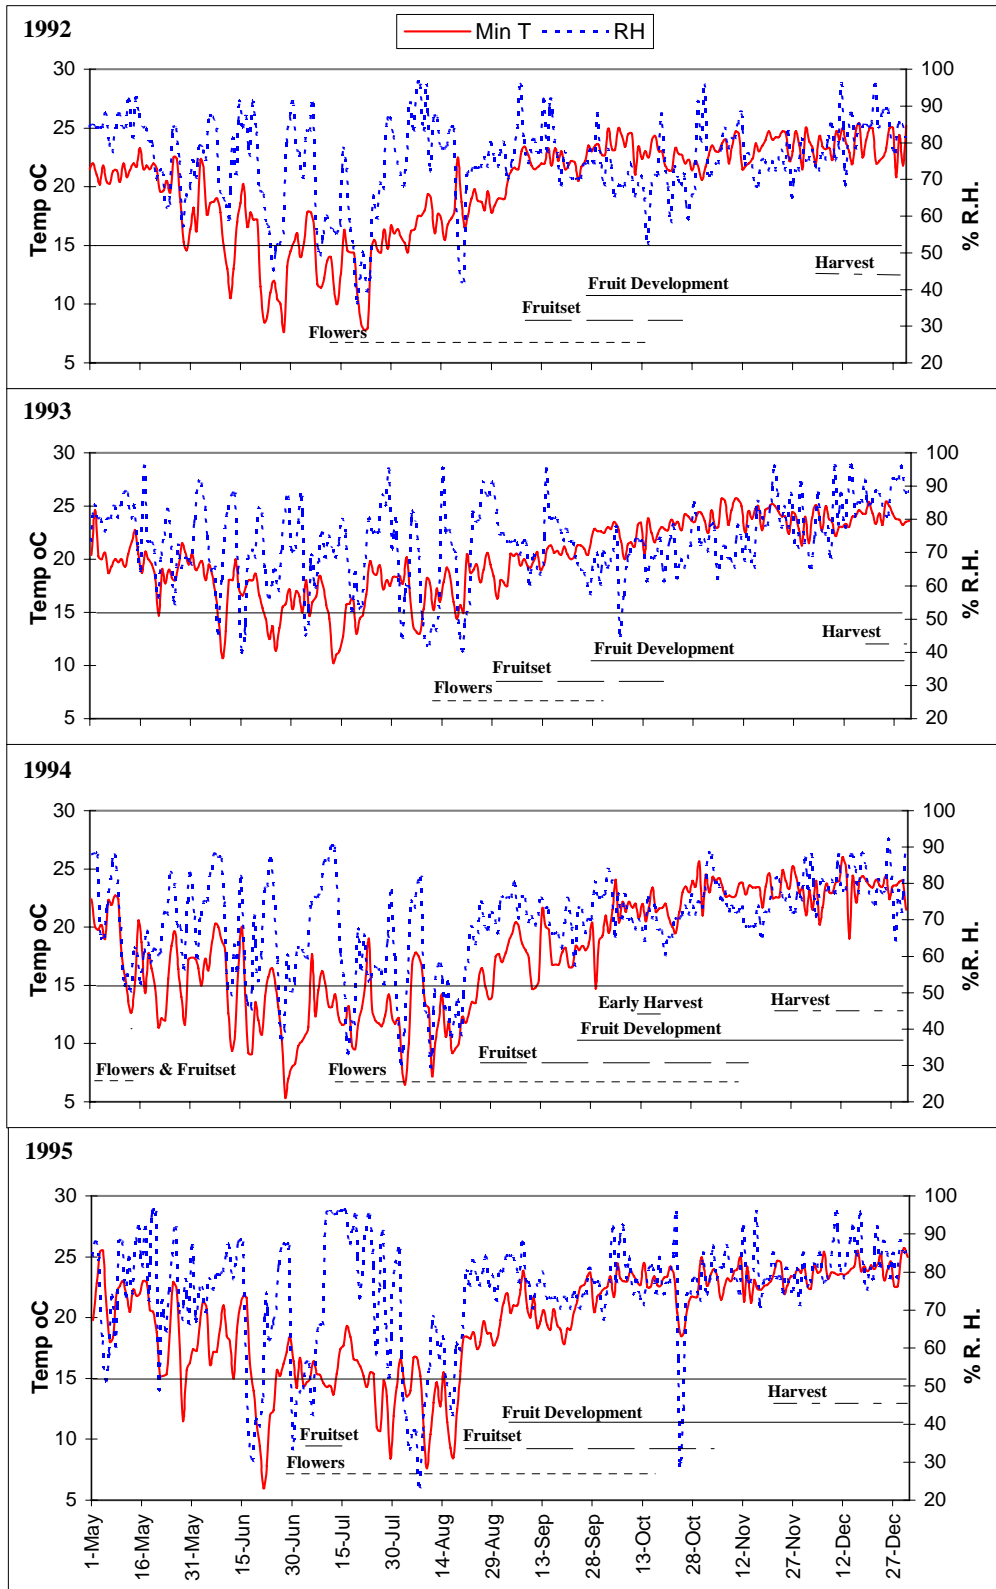 1992
Min T RH
30
25
20
15
10
5
Temp oC
100
90
80
70
60
50
40
30
20
% R.H.
Harvest
Fruit Development
Fruitset
Flowers
1993
30
25
20
15
10
5
Temp oC
100
90
80
70
60
50
40
30
20
% R.H.
Harvest
Fruit Development
Fruitset
Flowers
1994
30
25
20
15
10
5
Temp oC
100
90
80
70
60
50
40
30
20
%R. H.
Early Harvest
Harvest
Fruit Development
Fruitset
Flowers & Fruitset
Flowers
1995
30
25
20
15
10
5
Temp oC
100
90
80
70
60
50
40
30
20
% R. H.
Harvest
Fruit Development
Fruitset
Fruitset
Flowers
1-May
16-May
31-May
15-Jun
30-Jun
15-Jul
30-Jul
14-Aug
29-Aug
13-Sep
28-Sep
13-Oct
28-Oct
12-Nov
27-Nov
12-Dec
27-Dec